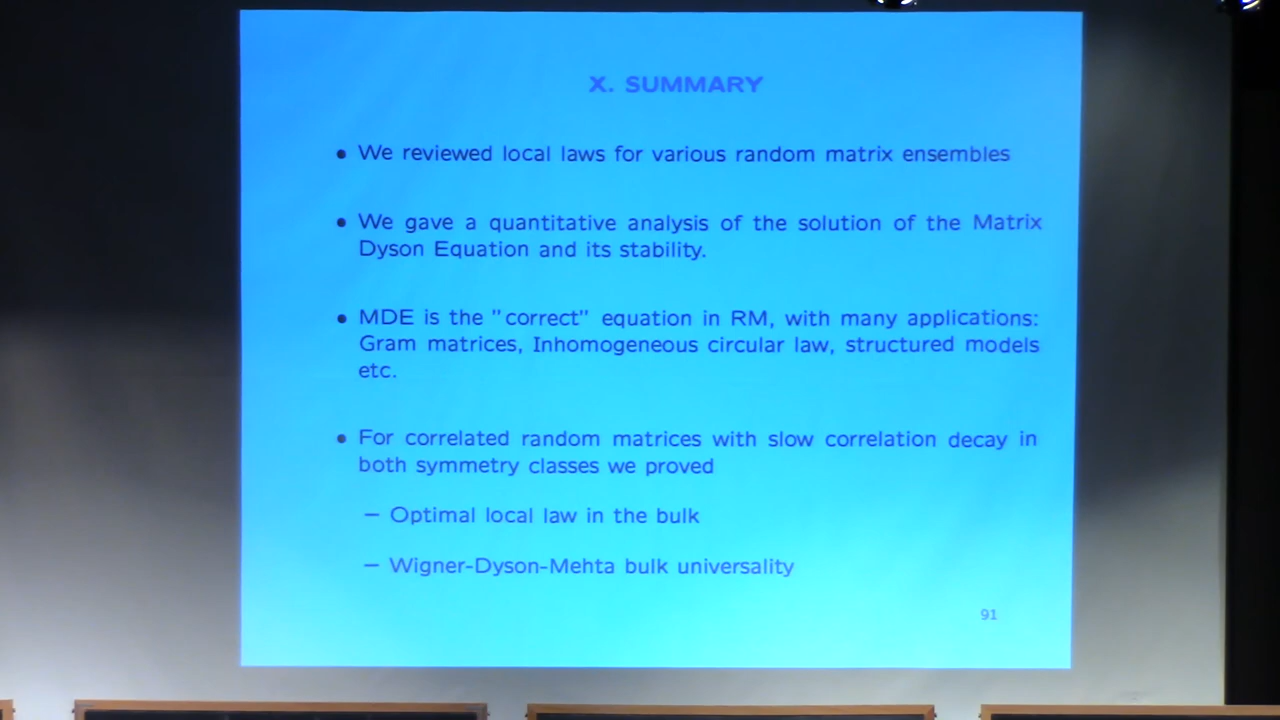 X. SUMMARY
• We reviewed local laws for various random matrix ensembles
• We gave a quantitative analysis of the solution of the Matrix
Dyson Equation and its stability.
• MDE is the "correct" equation in RM, with many applications:
Gram matrices, Inhomogeneous circular law, structured models
etc.
• For correlated random matrices with slow correlation decay in
both symmetry classes we proved
– Optimal local law in the bulk
– Wigner-Dyson-Mehta bulk universality
91